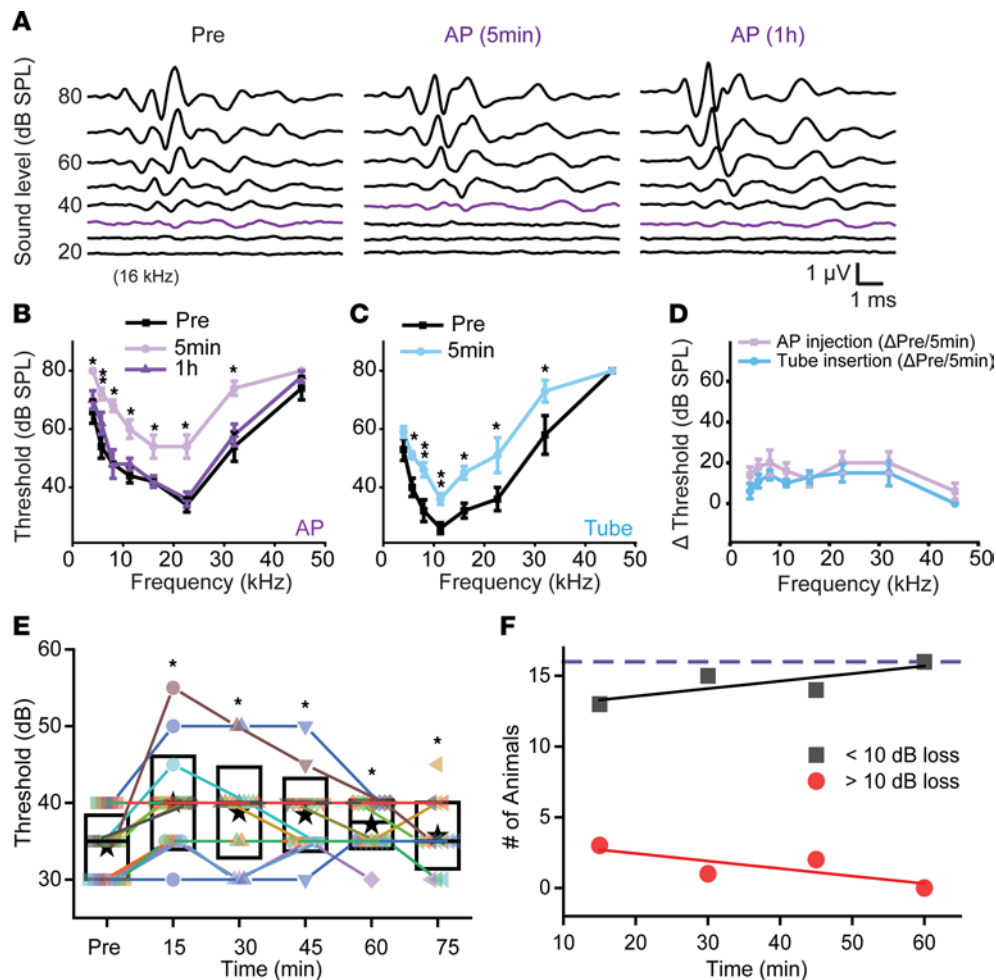 A
Pre
AP (5min)
AP (1h)
Sound level (dB SPL)
80
60
40
20
(16 kHz)
1 µV
1 ms
B
Pre
5min
1h
Threshold (dB SPL)
80
60
40
* ** * * * * *
AP
0 10 20 30 40 50
Frequency (kHz)
C
Pre
5min
80
60
40
* ** ** * * *
Tube
0 10 20 30 40 50
Frequency (kHz)
D
AP injection (ΔPre/5min)
Tube insertion (ΔPre/5min)
Δ Threshold (dB SPL)
60
40
20
0
0 10 20 30 40 50
Frequency (kHz)
E
Threshold (dB)
60
50
40
30
* * * * *
Pre 15 30 45 60 75
Time (min)
F
# of Animals
15
10
5
0
< 10 dB loss
> 10 dB loss
10 20 30 40 50 60
Time (min)